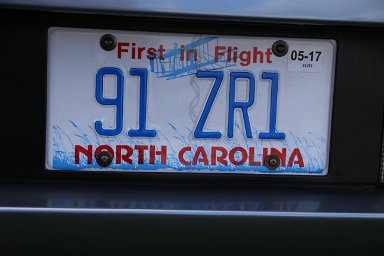 First in Flight
05-17
91 ZR1
NORTH CAROLINA